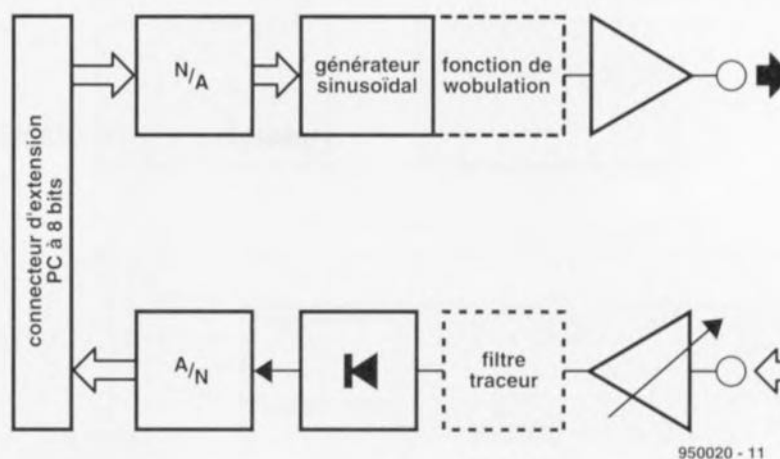 connecteur d'extension
PC à 8 bits
N/A
générateur
sinusoïdal
fonction de
wobulation
A/N
filtre
traceur
950020 - 11